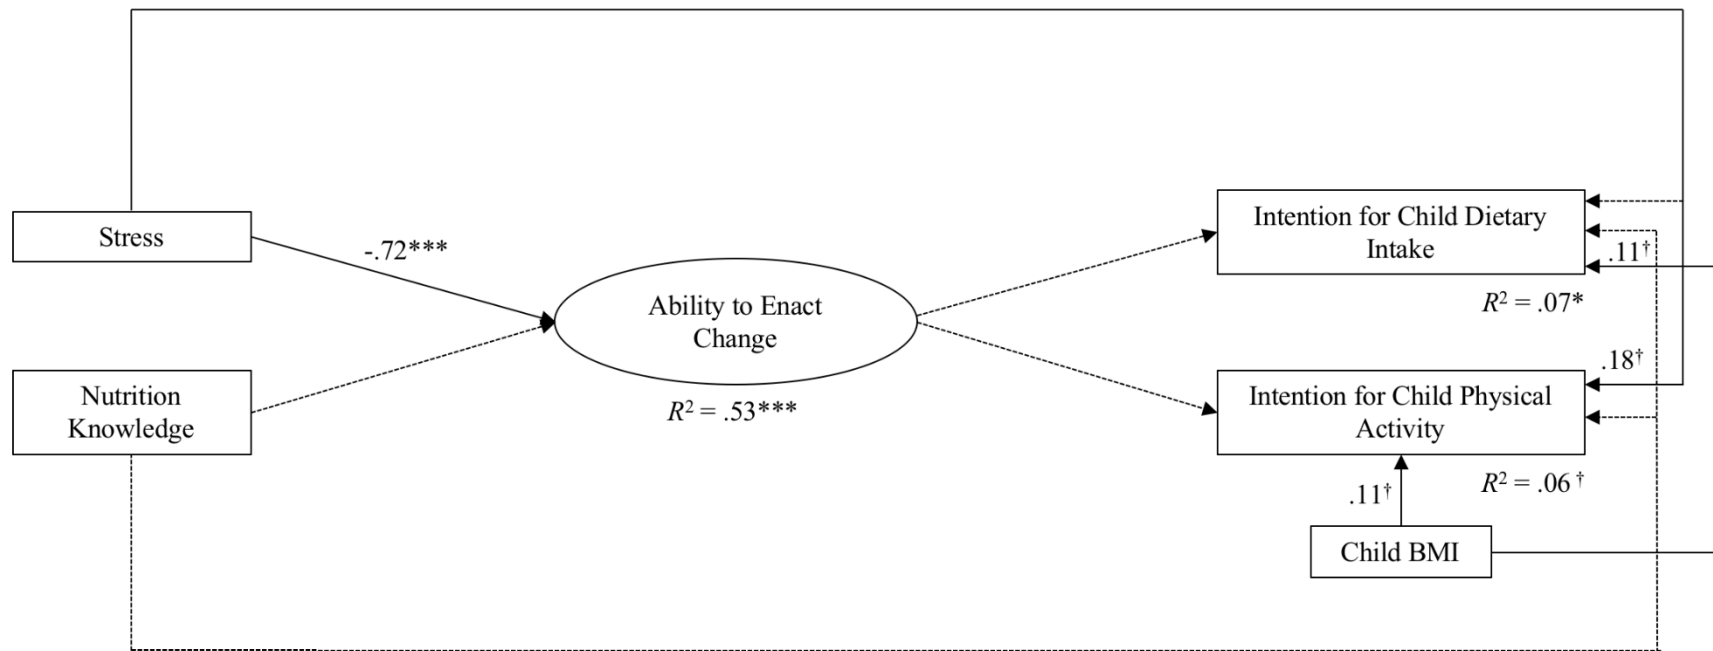 Stress
-.72***
Nutrition
Knowledge
Ability to Enact
Change
R² = .53***
Intention for Child Dietary
Intake
.11†
R² = .07*
.18†
Intention for Child Physical
Activity
R² = .06 †
.11†
Child BMI